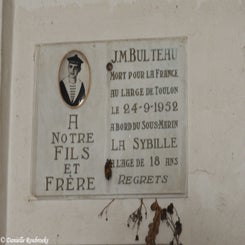 J.M. BULTEAU
MORT POUR LA FRANCE
AU LARGE DE TOULON
LE 24-9-1952
A BORD DU SOUS-MARIN
LA SYBILLE
A L'AGE DE 18 ANS
REGRETS
A
NOTRE
FILS
ET
FRÈRE
© Danielle Roubroeks